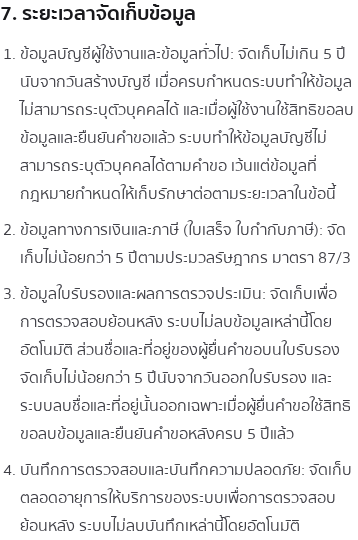 7. ระยะเวลาจัดเก็บข้อมูล
1. ข้อมูลบัญชีผู้ใช้งานและข้อมูลทั่วไป: จัดเก็บไม่เกิน 5 ปี
นับจากวันสร้างบัญชี เมื่อครบกำหนดระบบทำให้ข้อมูล
ไม่สามารถระบุตัวบุคคลได้ และเมื่อผู้ใช้งานใช้สิทธิขอลบ
ข้อมูลและยืนยันคำขอแล้ว ระบบทำให้ข้อมูลบัญชีไม่
สามารถระบุตัวบุคคลได้ตามคำขอ เว้นแต่ข้อมูลที่
กฎหมายกำหนดให้เก็บรักษาต่อตามระยะเวลาในข้อนี้
2. ข้อมูลทางการเงินและภาษี (ใบเสร็จ ใบกำกับภาษี): จัด
เก็บไม่น้อยกว่า 5 ปีตามประมวลรัษฎากร มาตรา 87/3
3. ข้อมูลใบรับรองและผลการตรวจประเมิน: จัดเก็บเพื่อ
การตรวจสอบย้อนหลัง ระบบไม่ลบข้อมูลเหล่านี้โดย
อัตโนมัติ ส่วนชื่อและที่อยู่ของผู้ยื่นคำขอบนใบรับรอง
จัดเก็บไม่น้อยกว่า 5 ปีนับจากวันออกใบรับรอง และ
ระบบลบชื่อและที่อยู่นั้นออกเฉพาะเมื่อผู้ยื่นคำขอใช้สิทธิ
ขอลบข้อมูลและยืนยันคำขอหลังครบ 5 ปีแล้ว
4. บันทึกการตรวจสอบและบันทึกความปลอดภัย: จัดเก็บ
ตลอดอายุการให้บริการของระบบเพื่อการตรวจสอบ
ย้อนหลัง ระบบไม่ลบบันทึกเหล่านี้โดยอัตโนมัติ